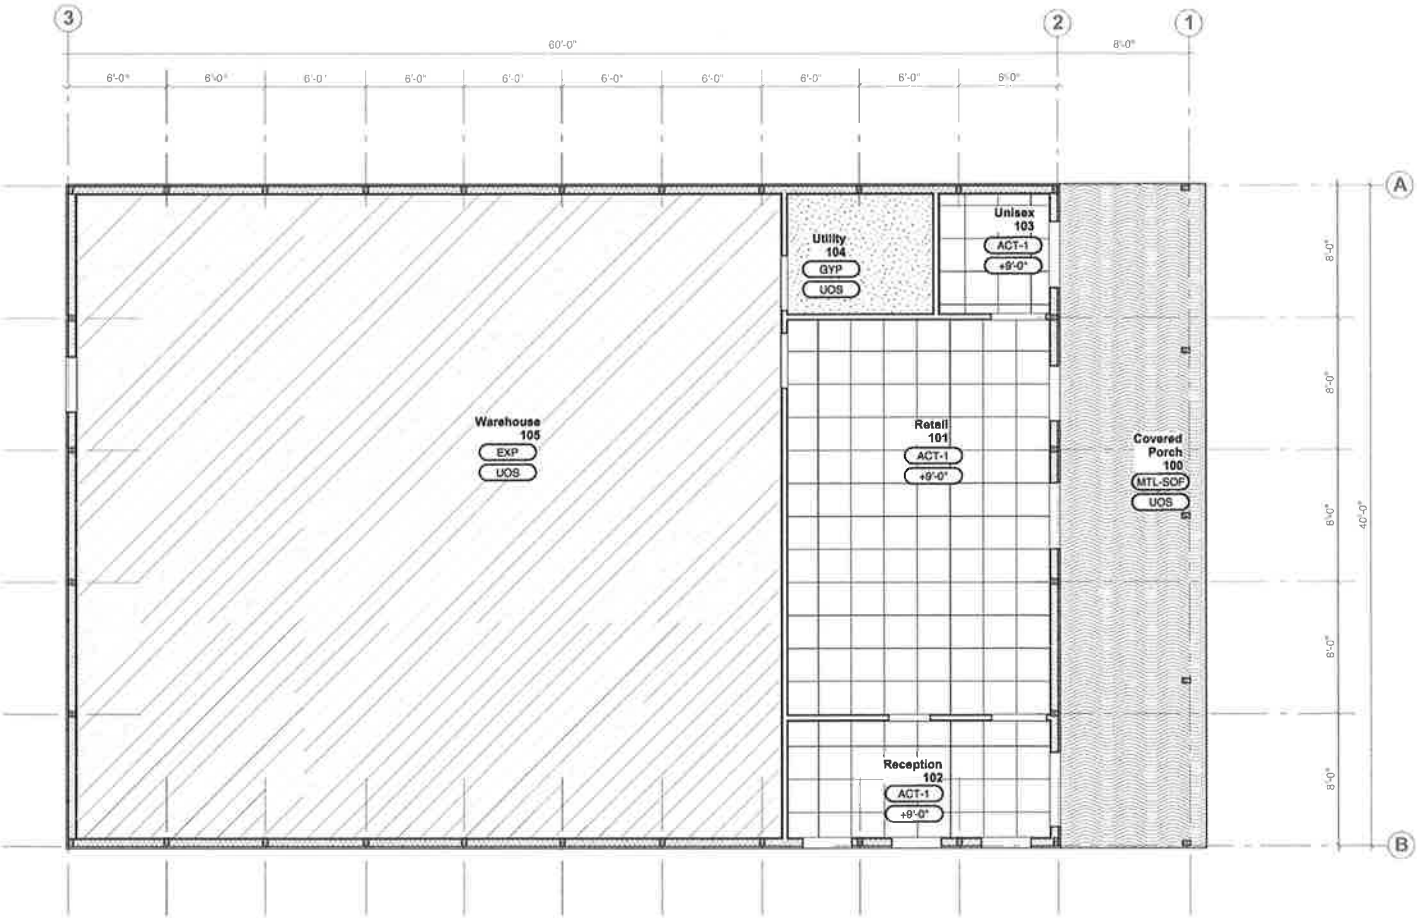 3
2
1
60'-0"
8'-0"
6'-0"
6'-0"
6'-0"
6'-0"
6'-0"
6'-0"
6'-0"
6'-0"
6'-0"
6'-0"
A
Unisex
103
ACT-1
+9'-0"
Utility
104
GYP
UOS
8'-0"
8'-0"
Warehouse
105
EXP
UOS
Retail
101
ACT-1
+9'-0"
Covered
Porch
100
MTL-SOF
UOS
8'-0"
40'-0"
8'-0"
Reception
102
ACT-1
+9'-0"
8'-0"
B